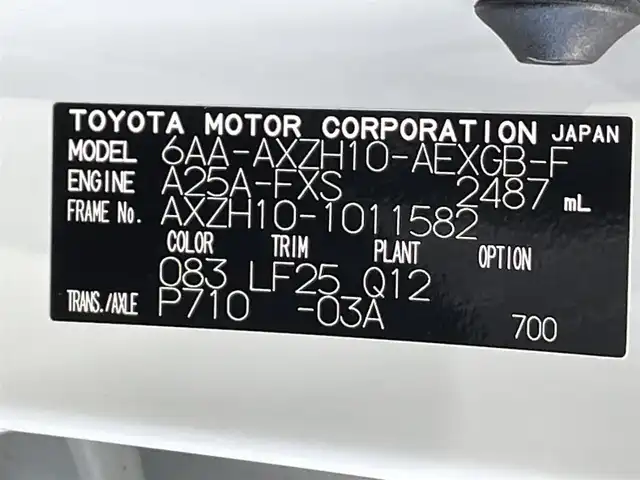 TOYOTA MOTOR CORPORATION JAPAN
MODEL 6AA-AXZH10-AEXGB-F
ENGINE A25A-FXS 2487 mL
FRAME No. AXZH10-1011582
COLOR TRIM PLANT OPTION
083 LF25 Q12
TRANS./AXLE P710 -03A 700